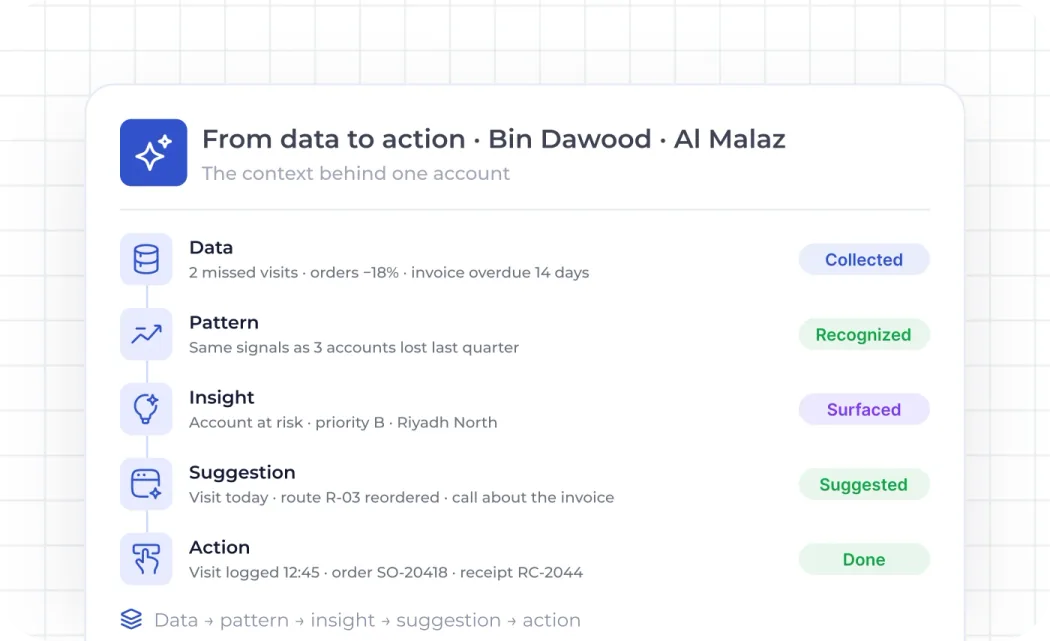 From data to action · Bin Dawood · Al Malaz
The context behind one account
Data
2 missed visits · orders −18% · invoice overdue 14 days
Collected
Pattern
Same signals as 3 accounts lost last quarter
Recognized
Insight
Account at risk · priority B · Riyadh North
Surfaced
Suggestion
Visit today · route R-03 reordered · call about the invoice
Suggested
Action
Visit logged 12:45 · order SO-20418 · receipt RC-2044
Done
Data → pattern → insight → suggestion → action